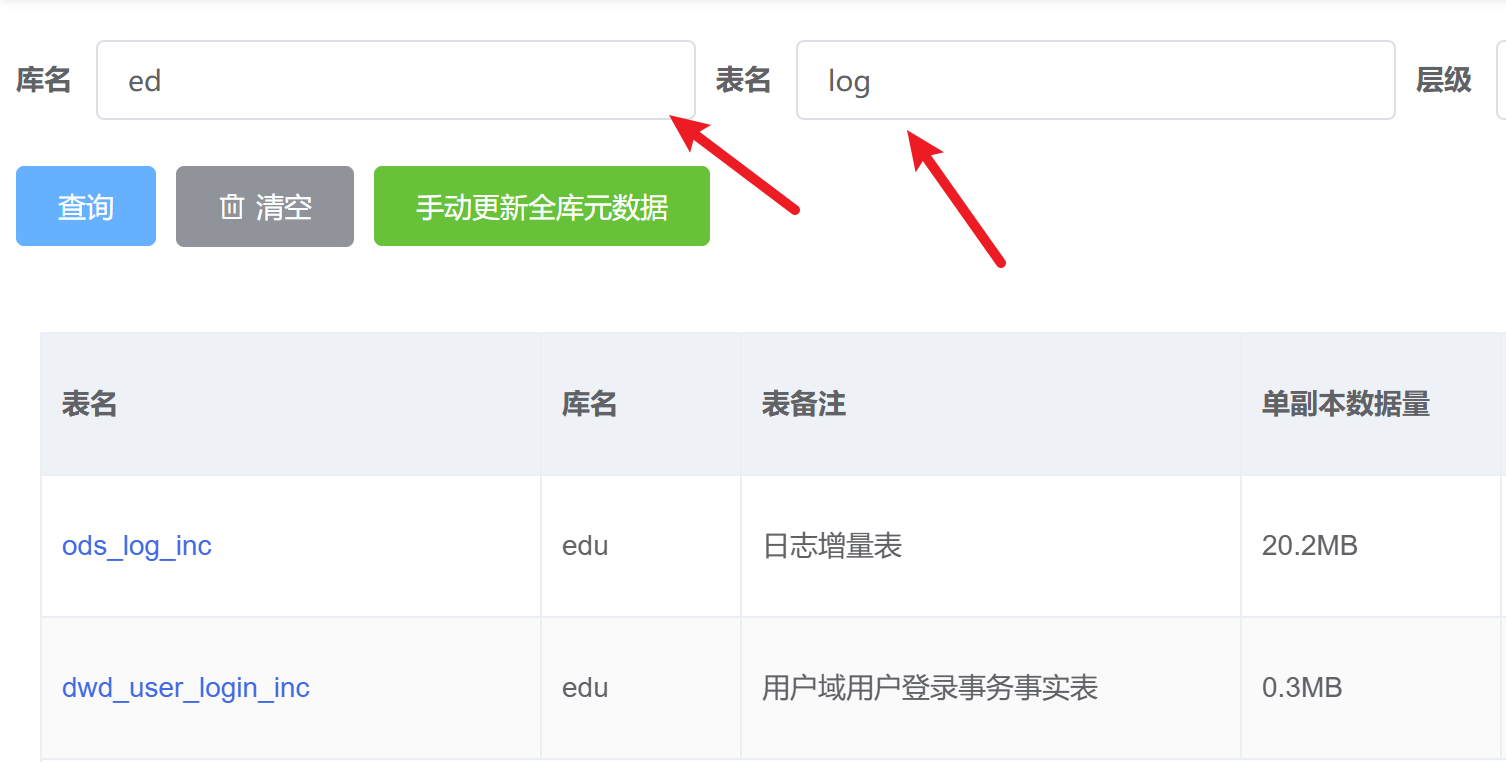 库名 ed 表名 log 层级
查询 清空 手动更新全库元数据
表名 库名 表备注 单副本数据量
ods_log_inc edu 日志增量表 20.2MB
dwd_user_login_inc edu 用户域用户登录事务事实表 0.3MB